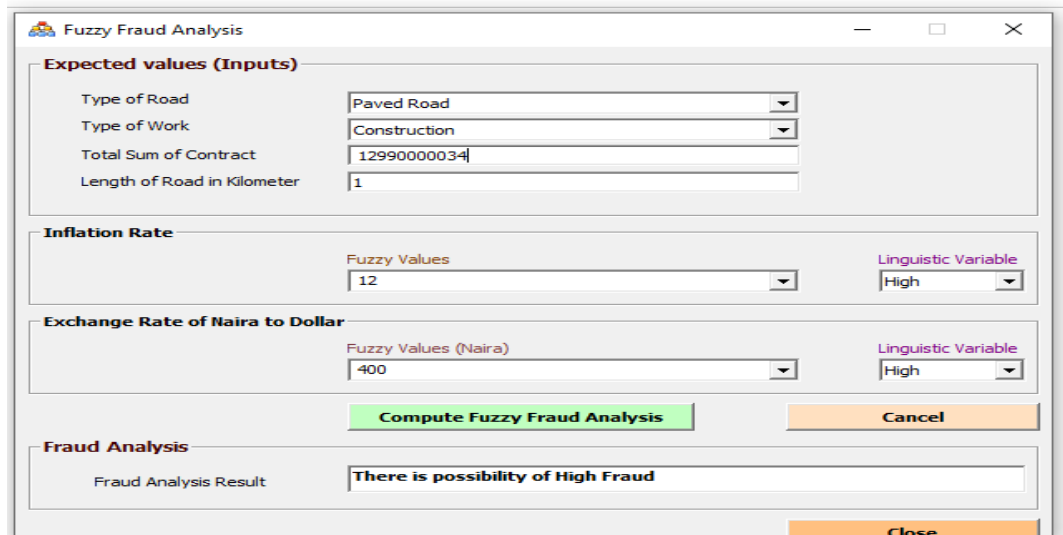 Fuzzy Fraud Analysis
Expected values (Inputs)
Type of Road Paved Road
Type of Work Construction
Total Sum of Contract 12990000034
Length of Road in Kilometer 1
Inflation Rate
Fuzzy Values Linguistic Variable
12 High
Exchange Rate of Naira to Dollar
Fuzzy Values (Naira) Linguistic Variable
400 High
Compute Fuzzy Fraud Analysis Cancel
Fraud Analysis
Fraud Analysis Result There is possibility of High Fraud
Close